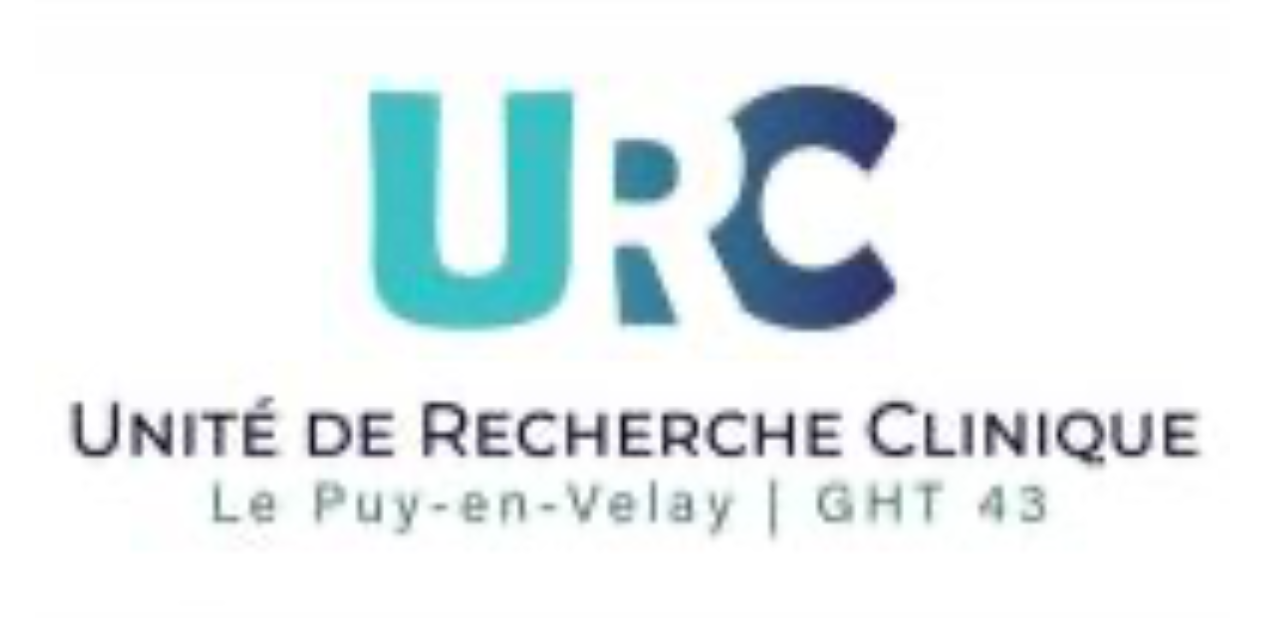 URC
UNITÉ DE RECHERCHE CLINIQUE
Le Puy-en-Velay | GHT 43